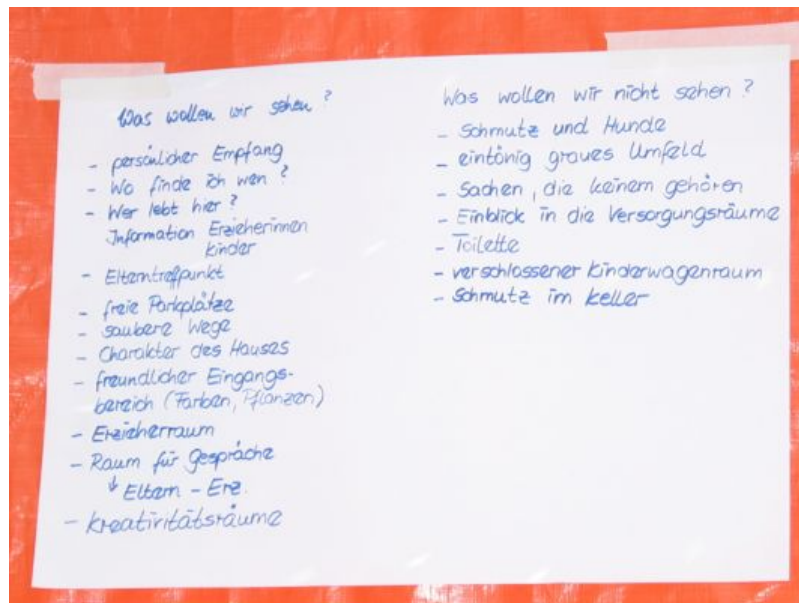 Was wollen wir sehen?
- persönlicher Empfang
- Wo finde ich wen?
- Wer lebt hier?
Information Erzieherinnen
Kinder
- Elterntreffpunkt
- freie Parkplätze
- saubere Wege
- Charakter des Hauses
- freundlicher Eingangs-
bereich (Farben, Pflanzen)
- Erzieherraum
- Raum für Gespräche
↓ Eltern - Erz.
- Kreativitätsräume
Was wollen wir nicht sehen?
- Schmutz und Hunde
- eintönig graues Umfeld
- Sachen, die keinem gehören
- Einblick in die Versorgungsräume
- Toilette
- verschlossener Kinderwagenraum
- Schmutz im Keller